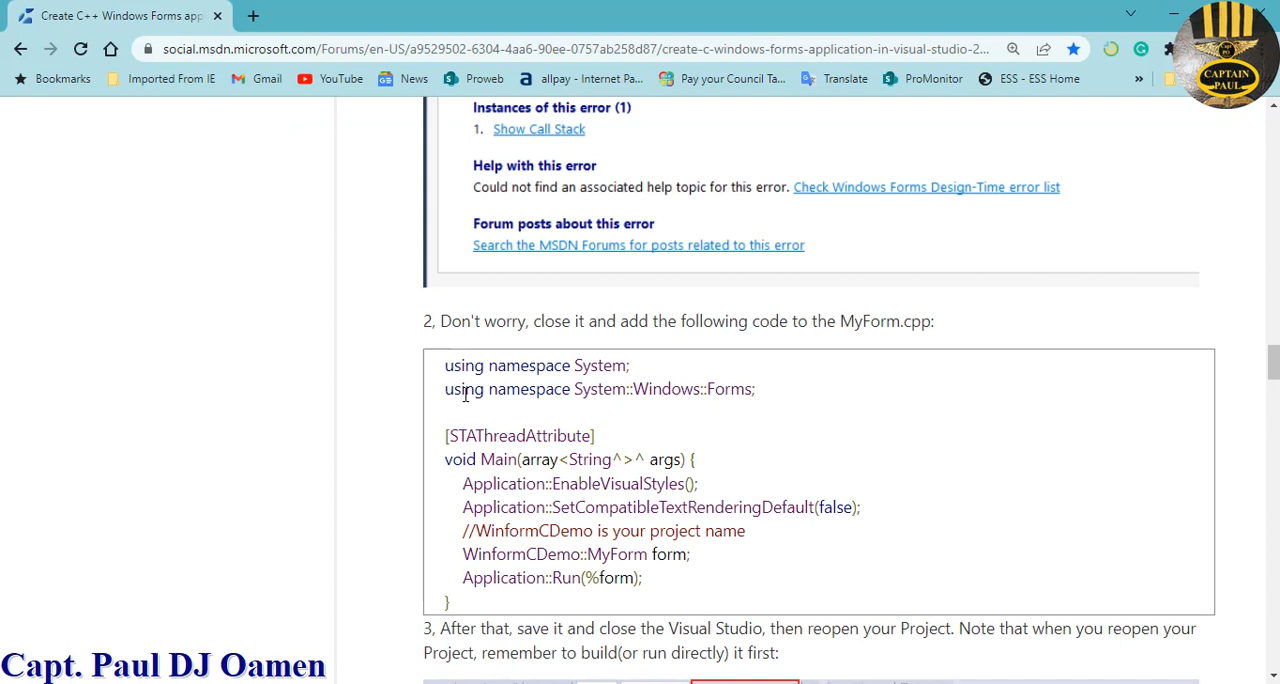 Create C++ Windows Forms app
social.msdn.microsoft.com/Forums/en-US/a9529502-6304-4aa6-90ee-0757ab258d87/create-c-windows-forms-application-in-visual-studio-2...
Bookmarks Imported From IE Gmail YouTube News Proweb allpay - Internet Pa... Pay your Council Ta... Translate ProMonitor ESS - ESS Home »
CAPTAIN
PAUL
Instances of this error (1)
1. Show Call Stack
Help with this error
Could not find an associated help topic for this error. Check Windows Forms Design-Time error list
Forum posts about this error
Search the MSDN Forums for posts related to this error
2, Don't worry, close it and add the following code to the MyForm.cpp:
using namespace System;
using namespace System::Windows::Forms;
[STAThreadAttribute]
void Main(array<String^>^ args) {
Application::EnableVisualStyles();
Application::SetCompatibleTextRenderingDefault(false);
//WinformCDemo is your project name
WinformCDemo::MyForm form;
Application::Run(%form);
}
3, After that, save it and close the Visual Studio, then reopen your Project. Note that when you reopen your
Project, remember to build(or run directly) it first:
Capt. Paul DJ Oamen